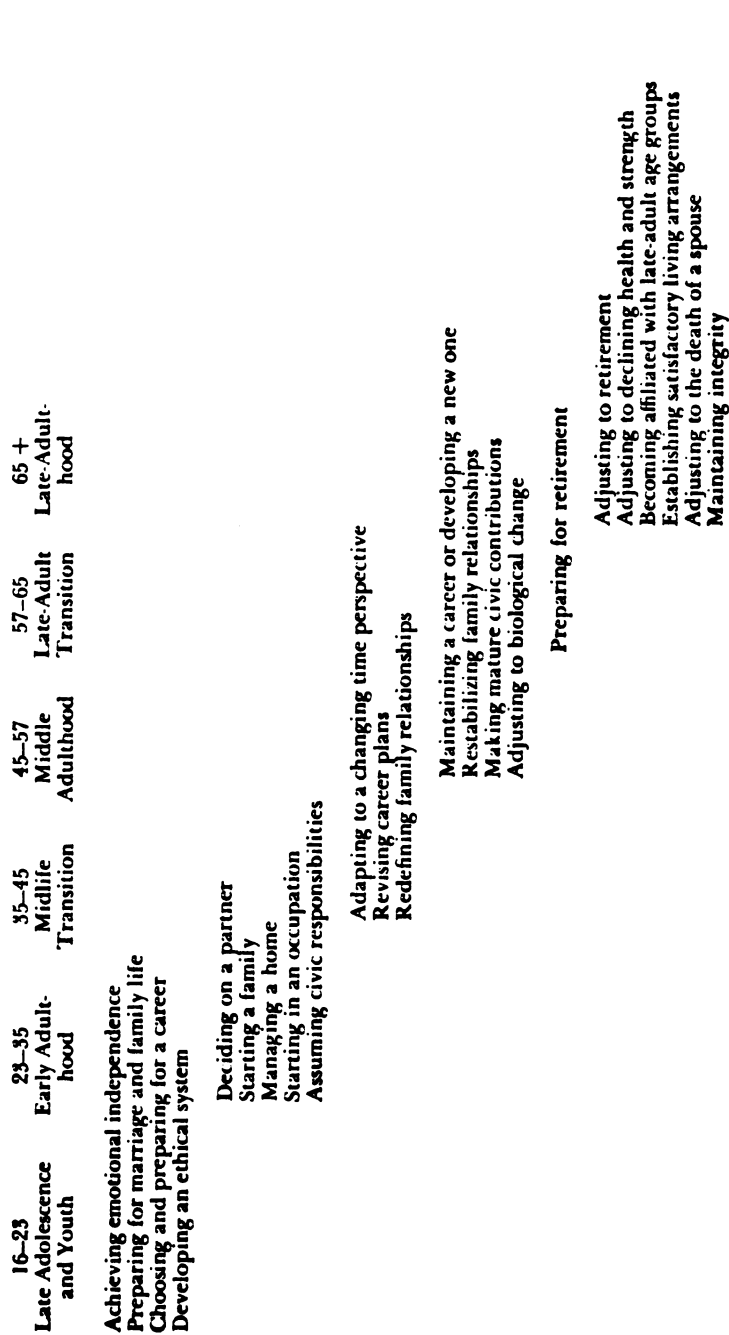 16–23
Late Adolescence
and Youth
23–35
Early Adult-
hood
35–45
Midlife
Transition
45–57
Middle
Adulthood
57–65
Late-Adult
Transition
65 +
Late-Adult-
hood
Achieving emotional independence
Preparing for marriage and family life
Choosing and preparing for a career
Developing an ethical system
Deciding on a partner
Starting a family
Managing a home
Starting in an occupation
Assuming civic responsibilities
Adapting to a changing time perspective
Revising career plans
Redefining family relationships
Maintaining a career or developing a new one
Restabilizing family relationships
Making mature civic contributions
Adjusting to biological change
Preparing for retirement
Adjusting to retirement
Adjusting to declining health and strength
Becoming affiliated with late-adult age groups
Establishing satisfactory living arrangements
Adjusting to the death of a spouse
Maintaining integrity